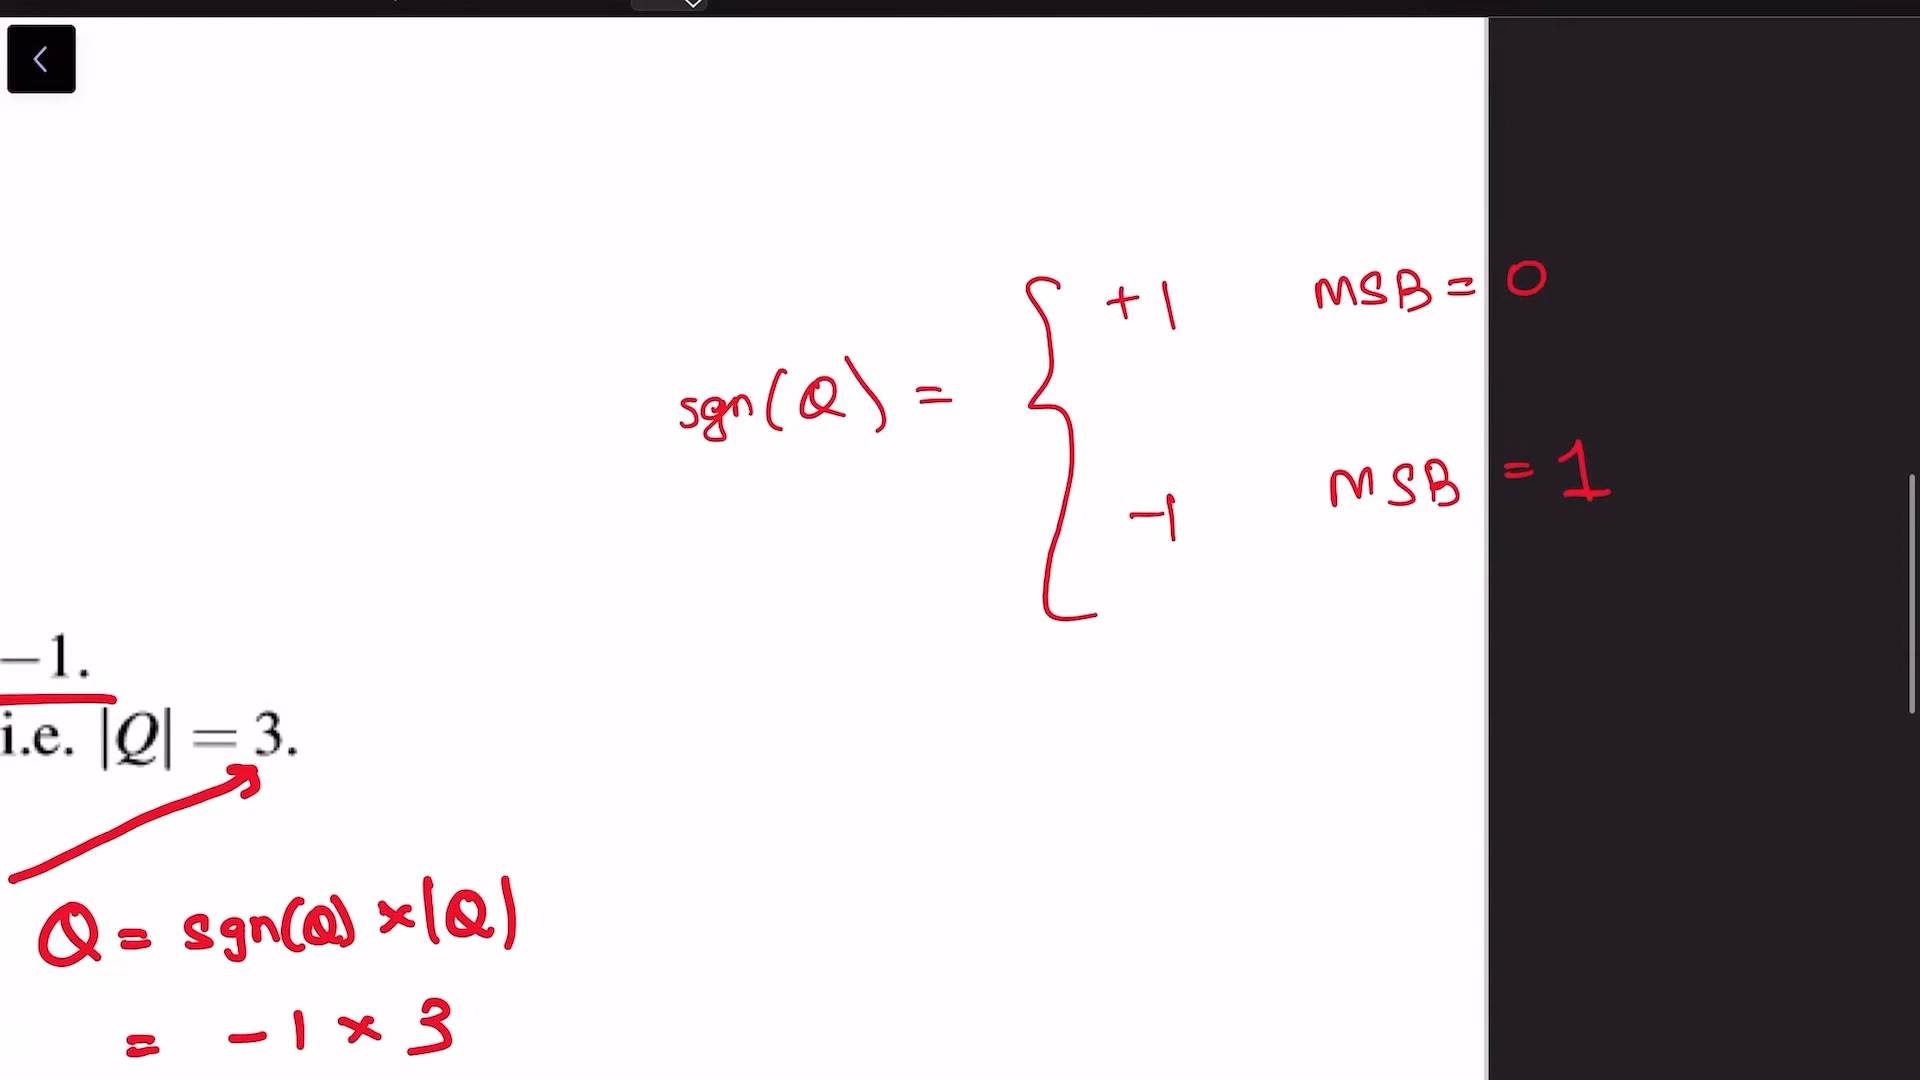 +1 MSB = 0
sgn(Q) =
-1 MSB = 1
−1.
i.e. |Q| = 3.
Q = sgn(Q) × |Q|
= -1 × 3